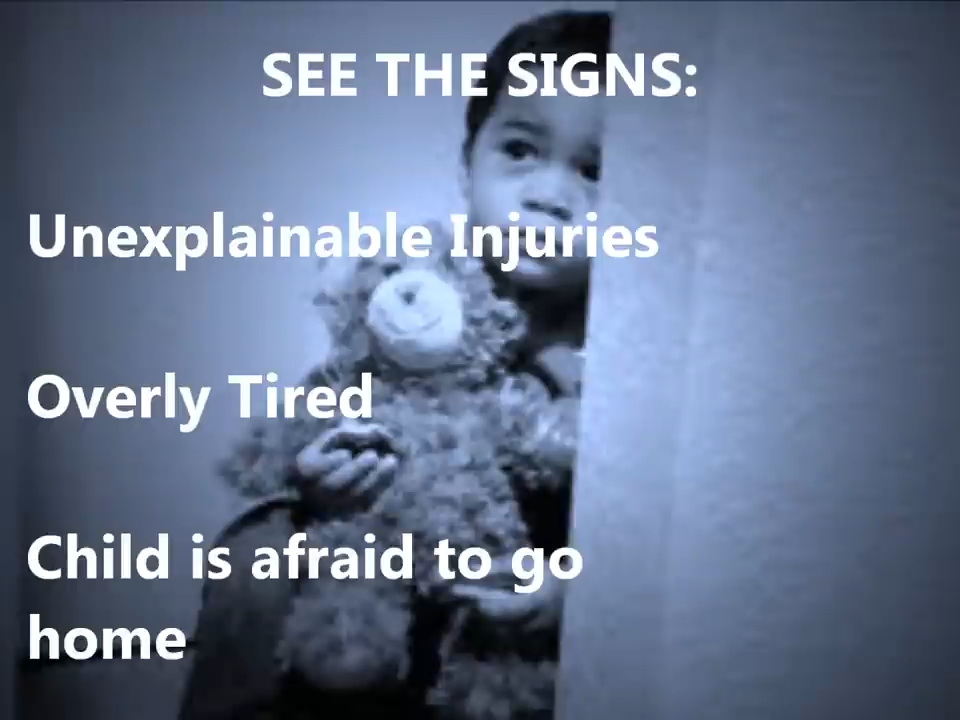 SEE THE SIGNS:
Unexplainable Injuries
Overly Tired
Child is afraid to go
home